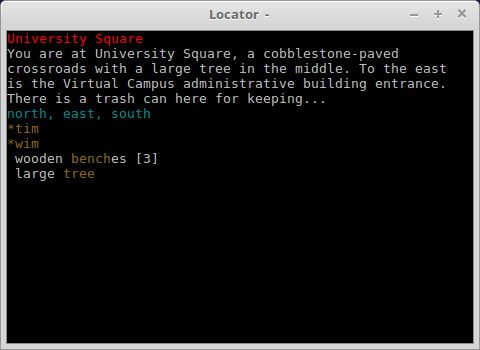 Locator -
University Square
You are at University Square, a cobblestone-paved
crossroads with a large tree in the middle. To the east
is the Virtual Campus administrative building entrance.
There is a trash can here for keeping...
north, east, south
*tim
*wim
wooden benches [3]
large tree